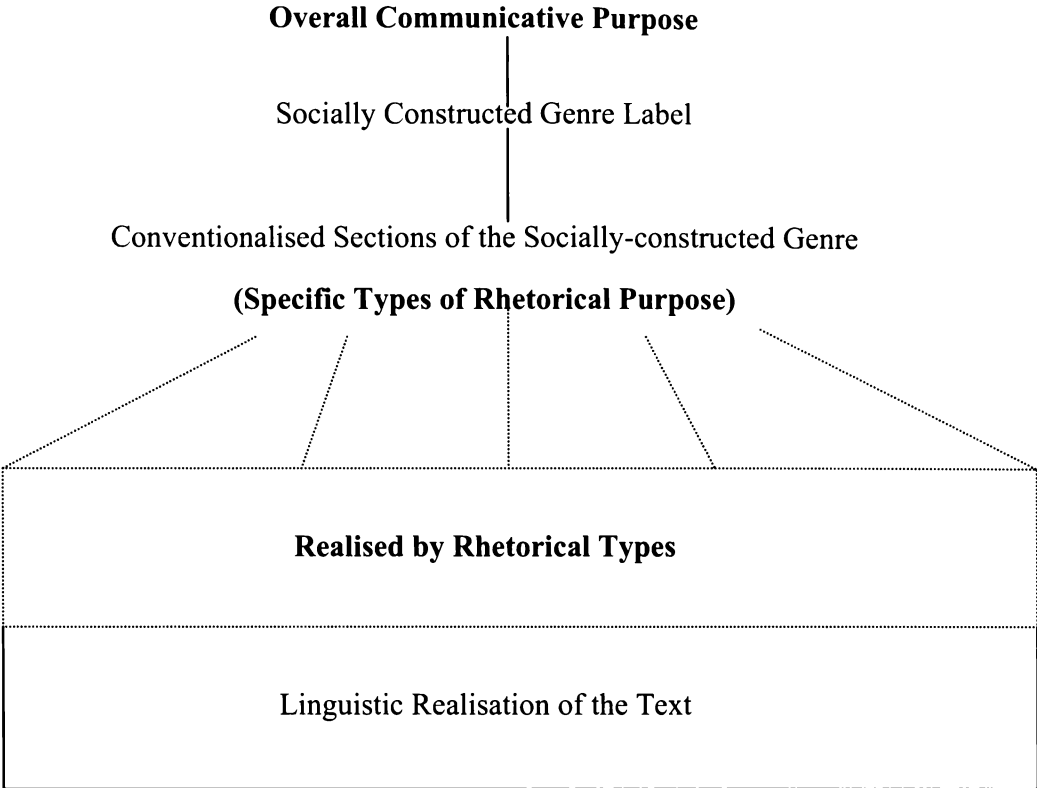 Overall Communicative Purpose
Socially Constructed Genre Label
Conventionalised Sections of the Socially-constructed Genre
(Specific Types of Rhetorical Purpose)
Realised by Rhetorical Types
Linguistic Realisation of the Text